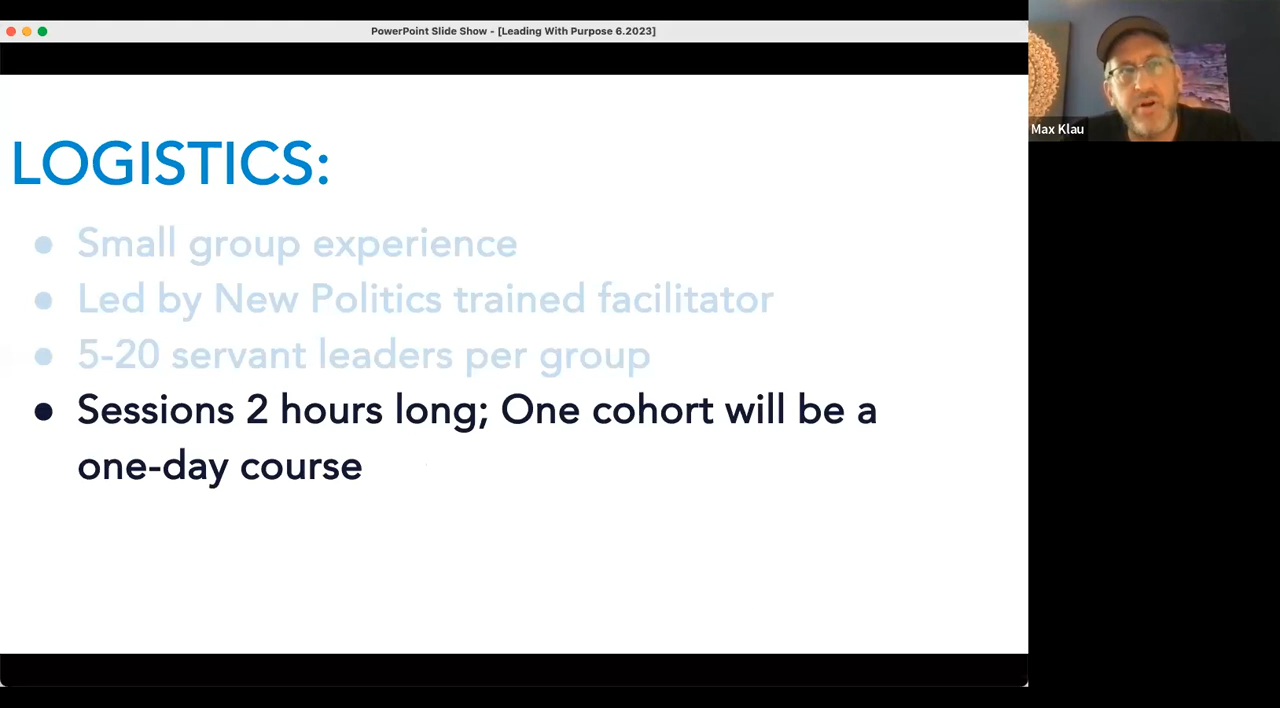 PowerPoint Slide Show - [Leading With Purpose 6.2023]
Max Klau
LOGISTICS:
● Small group experience
● Led by New Politics trained facilitator
● 5-20 servant leaders per group
● Sessions 2 hours long; One cohort will be a
one-day course